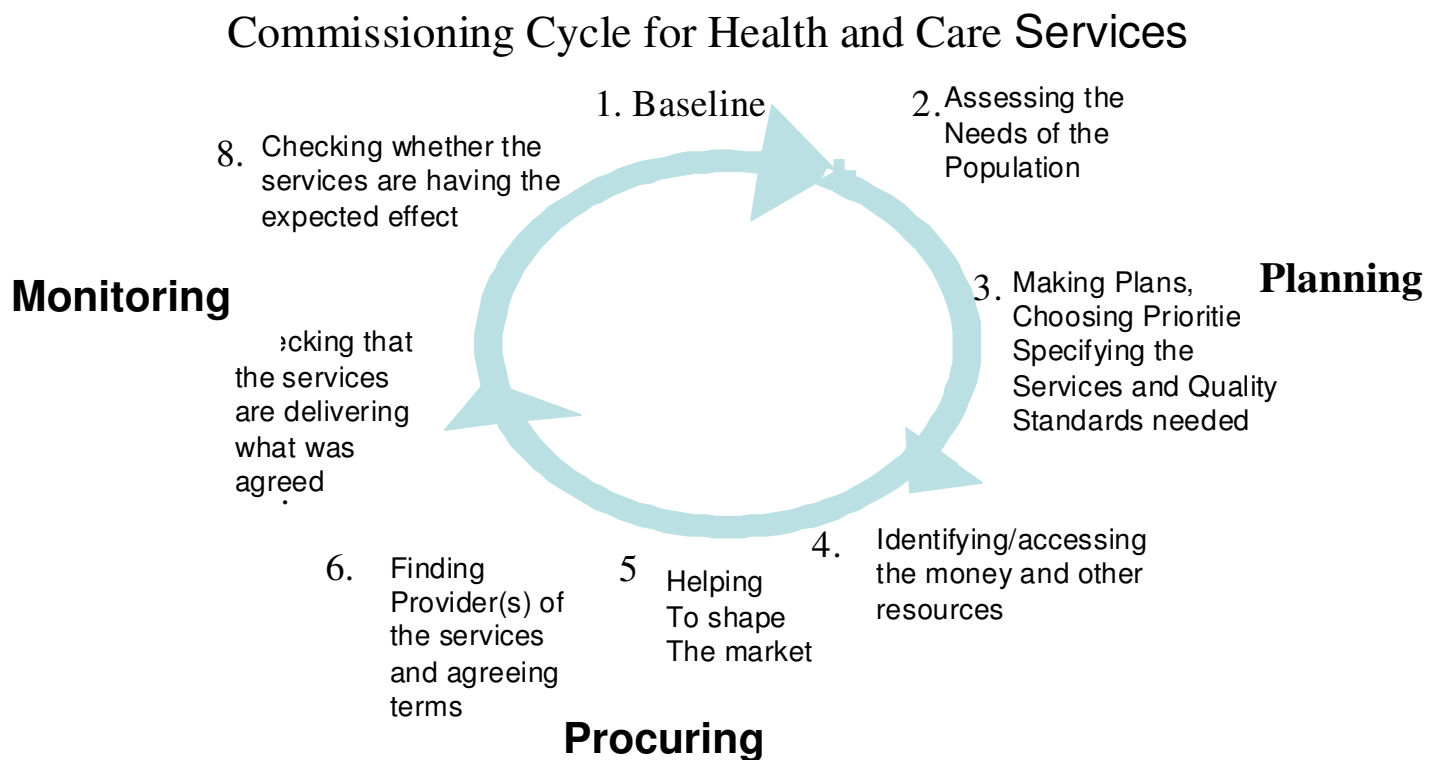 Commissioning Cycle for Health and Care Services
1. Baseline
2. Assessing the
Needs of the
Population
3. Making Plans,
Choosing Prioritie
Specifying the
Services and Quality
Standards needed
Planning
4. Identifying/accessing
the money and other
resources
5 Helping
To shape
The market
6. Finding
Provider(s) of
the services
and agreeing
terms
Procuring
ecking that
the services
are delivering
what was
agreed
Monitoring
8. Checking whether the
services are having the
expected effect